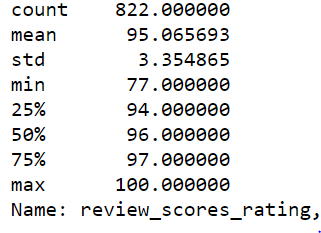 count    822.000000
mean      95.065693
std        3.354865
min       77.000000
25%       94.000000
50%       96.000000
75%       97.000000
max      100.000000
Name: review_scores_rating,